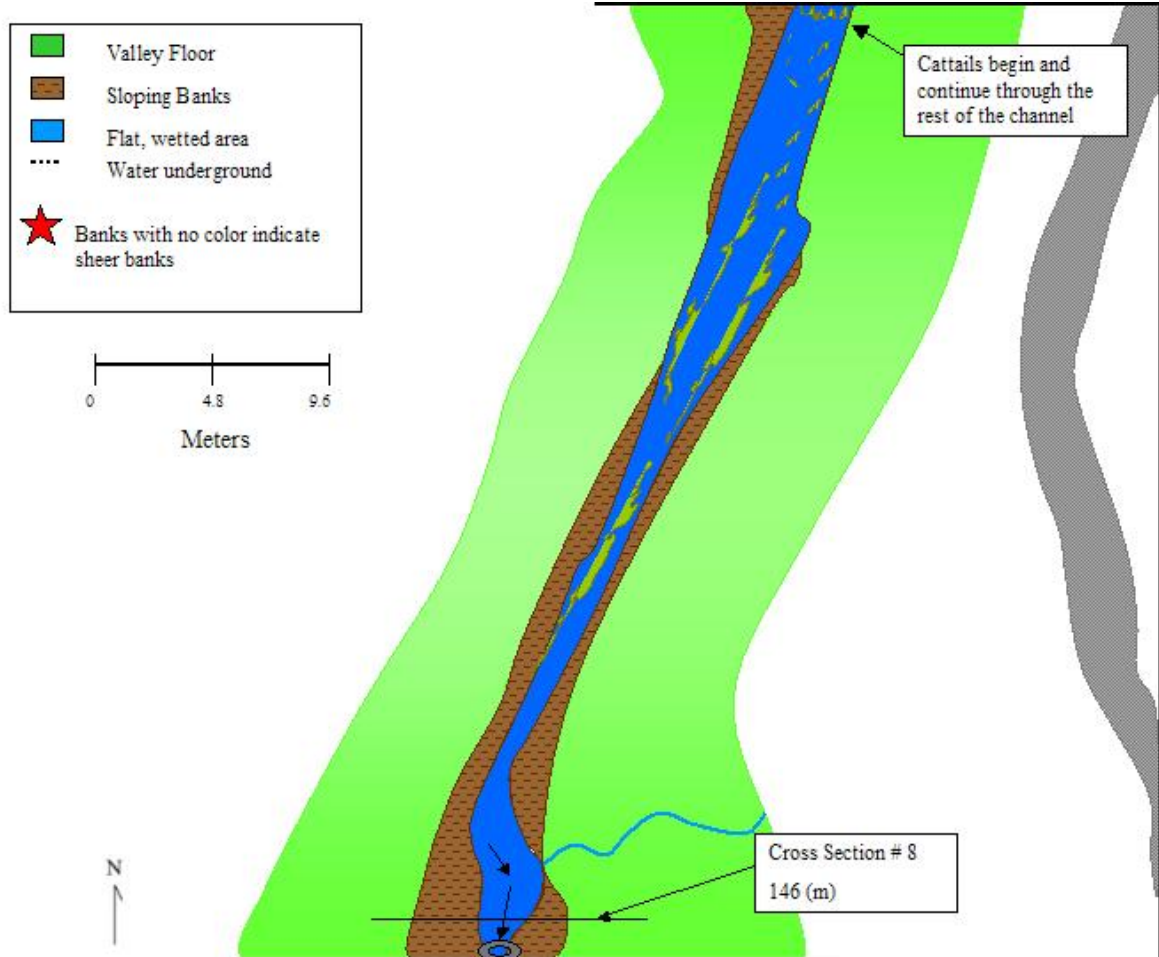 Valley Floor
Sloping Banks
Flat, wetted area
Water underground
Banks with no color indicate
sheer banks
0 4.8 9.6
Meters
Cattails begin and
continue through the
rest of the channel
N
Cross Section # 8
146 (m)